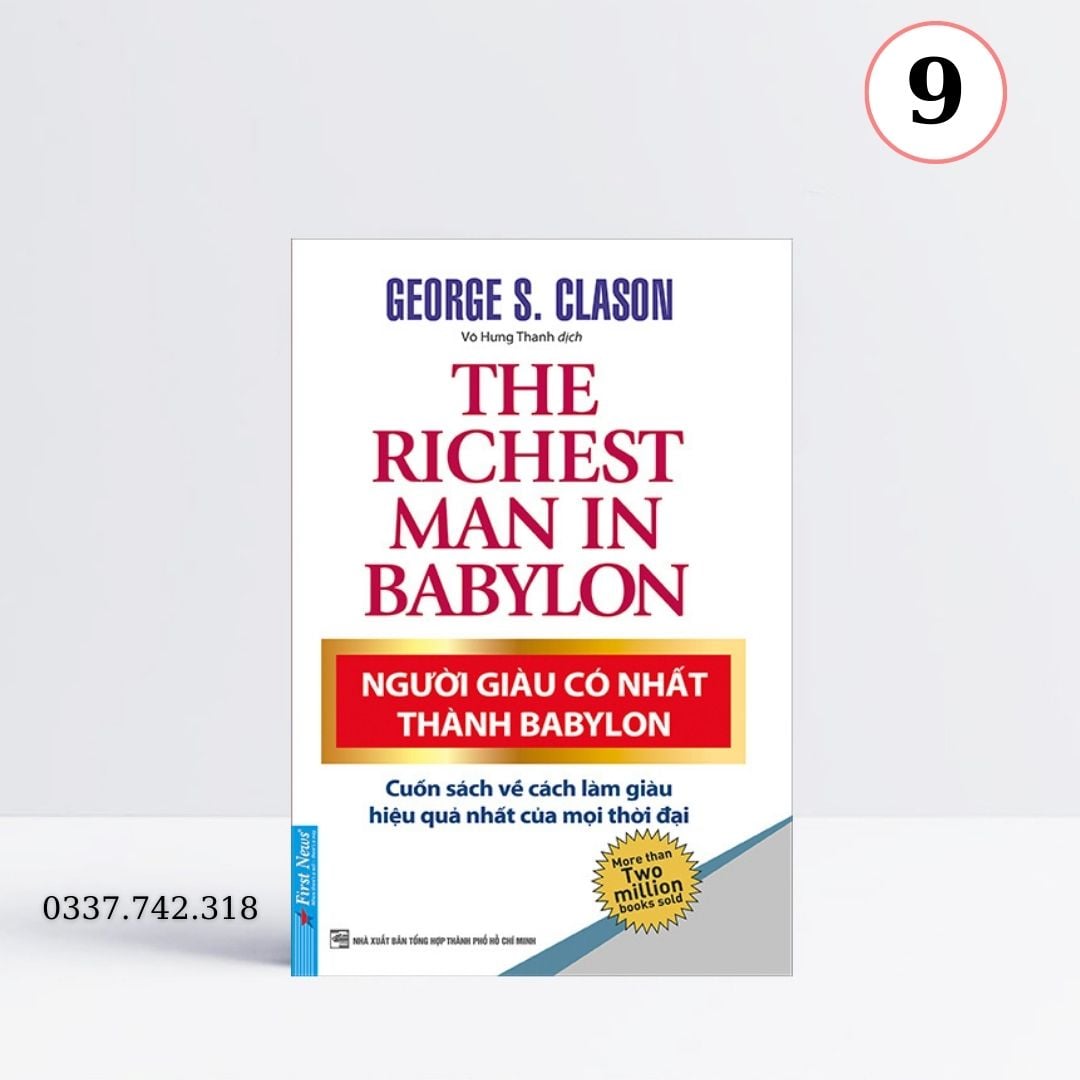 9
GEORGE S. CLASON
Võ Hưng Thanh dịch
THE
RICHEST
MAN IN
BABYLON
NGƯỜI GIÀU CÓ NHẤT
THÀNH BABYLON
Cuốn sách về cách làm giàu
hiệu quả nhất của mọi thời đại
More than
Two
million
books sold
First News
0337.742.318
NHÀ XUẤT BẢN TỔNG HỢP THÀNH PHỐ HỒ CHÍ MINH